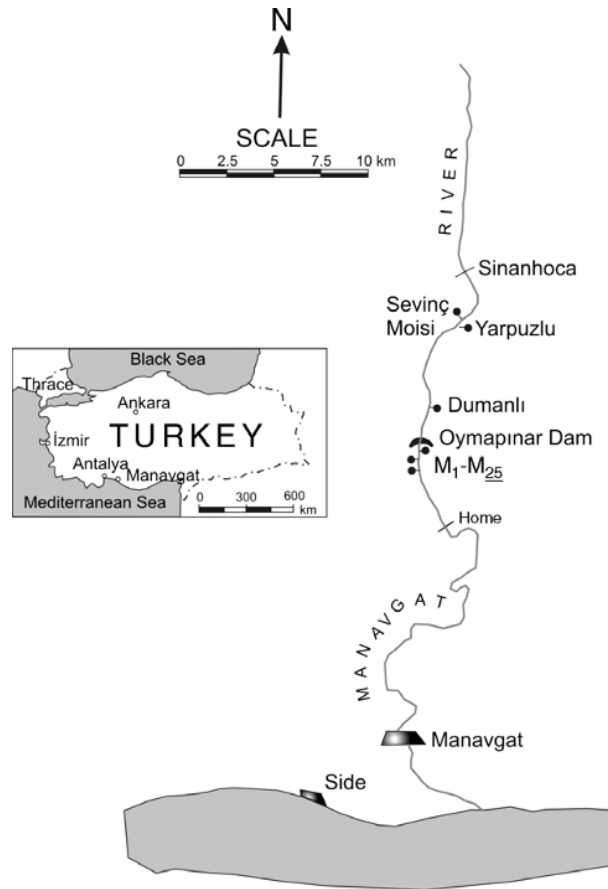 N
SCALE
0 2.5 5 7.5 10 km
RIVER
Sinanhoca
Sevinç
Moisi
Yarpuzlu
Dumanlı
Oymapınar Dam
M1-M25
Home
MANAVGAT
Manavgat
Side
Black Sea
Thrace
Ankara
TURKEY
İzmir
Antalya
Manavgat
Mediterranean Sea
0 300 600
km